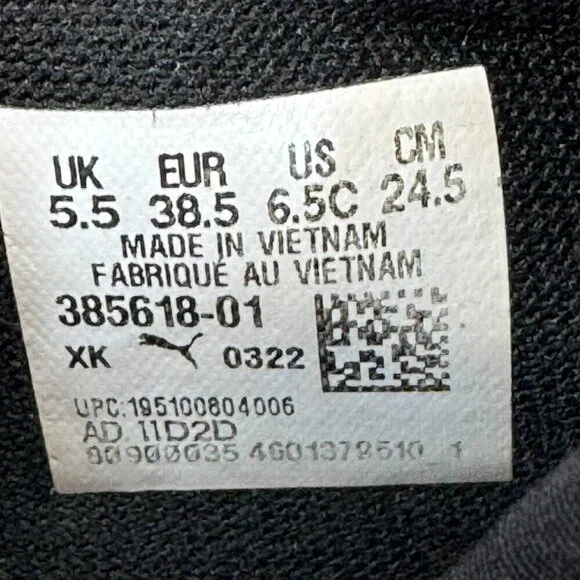 UK EUR US CM
5.5 38.5 6.5C 24.5
MADE IN VIETNAM
FABRIQUÉ AU VIETNAM
385618-01
XK 0322
UPC:195100804006
AD 11D2D